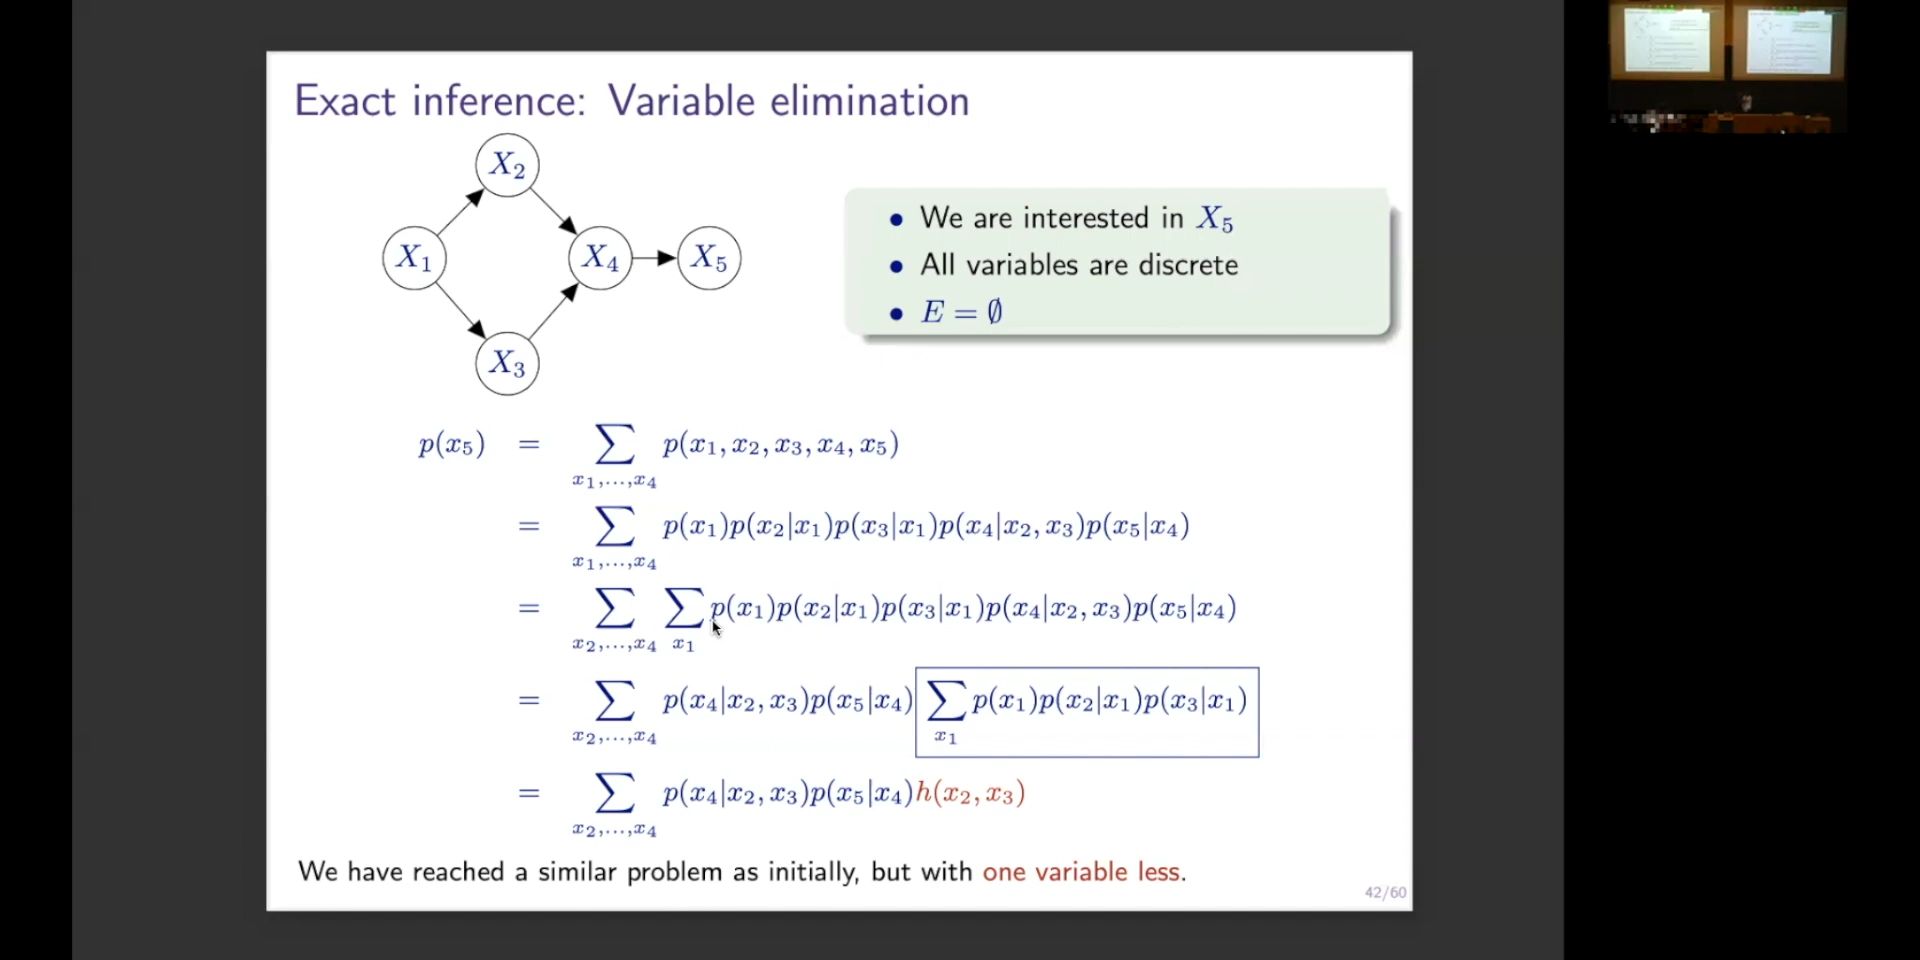 Exact inference: Variable elimination
X₂
X₁
X₄
X₅
X₃
• We are interested in X₅
• All variables are discrete
• E = ∅
p(x₅) = ∑_{x₁,...,x₄} p(x₁, x₂, x₃, x₄, x₅)
= ∑_{x₁,...,x₄} p(x₁)p(x₂|x₁)p(x₃|x₁)p(x₄|x₂, x₃)p(x₅|x₄)
= ∑_{x₂,...,x₄} ∑_{x₁} p(x₁)p(x₂|x₁)p(x₃|x₁)p(x₄|x₂, x₃)p(x₅|x₄)
= ∑_{x₂,...,x₄} p(x₄|x₂, x₃)p(x₅|x₄) ∑_{x₁} p(x₁)p(x₂|x₁)p(x₃|x₁)
= ∑_{x₂,...,x₄} p(x₄|x₂, x₃)p(x₅|x₄)h(x₂, x₃)
We have reached a similar problem as initially, but with one variable less.
42/60